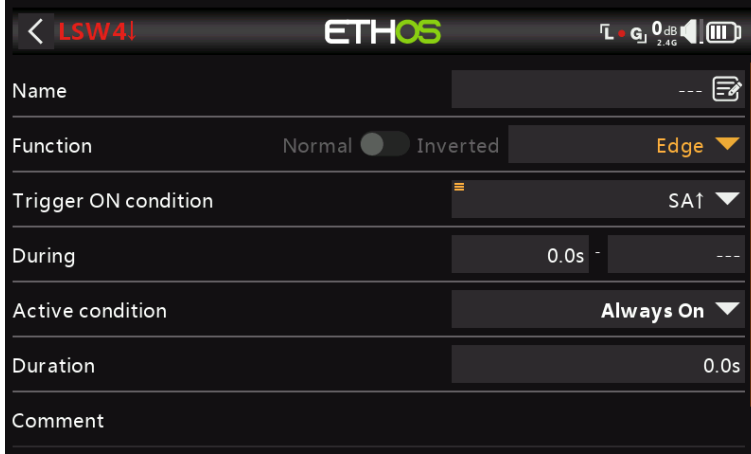 LSW4↓ ETHOS L G 0dB 2.4G
Name ---
Function Normal Inverted Edge
Trigger ON condition SA↑
During 0.0s - ---
Active condition Always On
Duration 0.0s
Comment